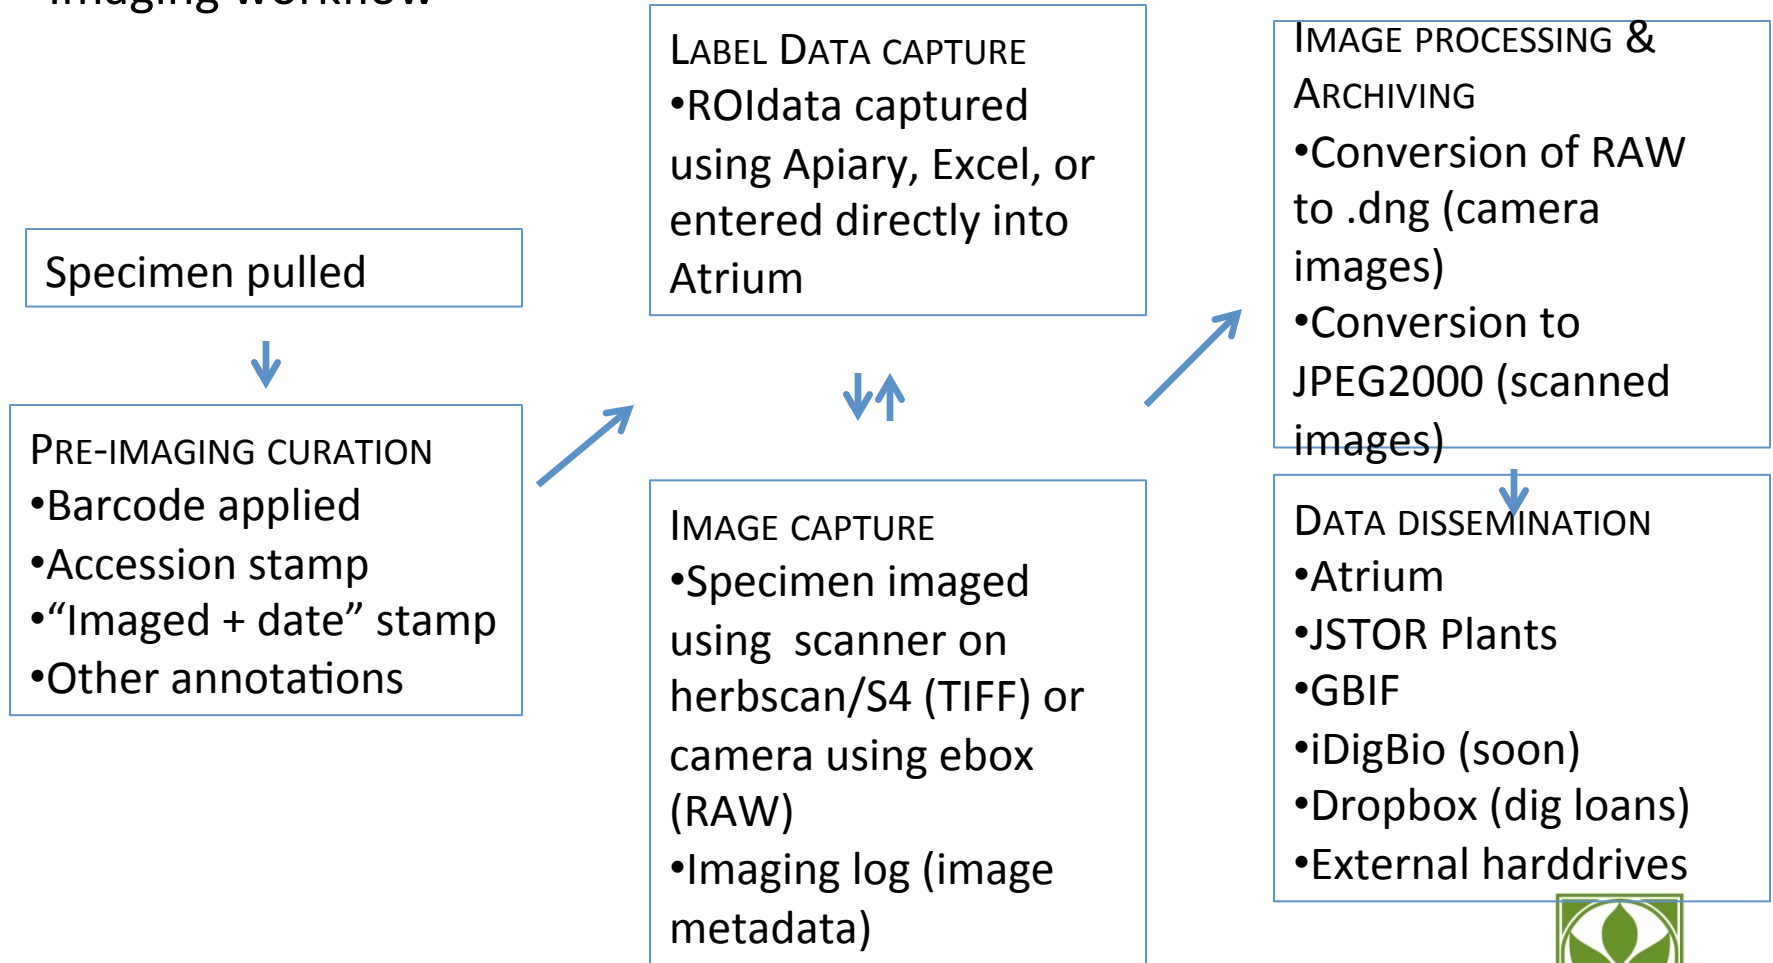 Imaging workflow
Specimen pulled
PRE-IMAGING CURATION
•Barcode applied
•Accession stamp
•“Imaged + date” stamp
•Other annotations
LABEL DATA CAPTURE
•ROIdata captured
using Apiary, Excel, or
entered directly into
Atrium
IMAGE CAPTURE
•Specimen imaged
using  scanner on
herbscan/S4 (TIFF) or
camera using ebox
(RAW)
•Imaging log (image
metadata)
IMAGE PROCESSING &
ARCHIVING
•Conversion of RAW
to .dng (camera
images)
•Conversion to
JPEG2000 (scanned
images)
DATA DISSEMINATION
•Atrium
•JSTOR Plants
•GBIF
•iDigBio (soon)
•Dropbox (dig loans)
•External harddrives